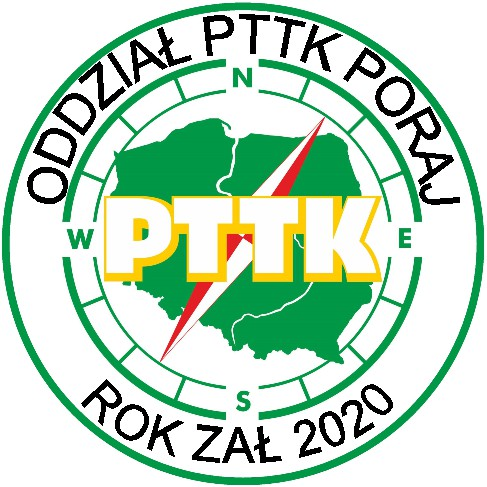 ODDZIAŁ PTTK PORAJ
N
W
PTTK
E
S
ROK ZAŁ 2020